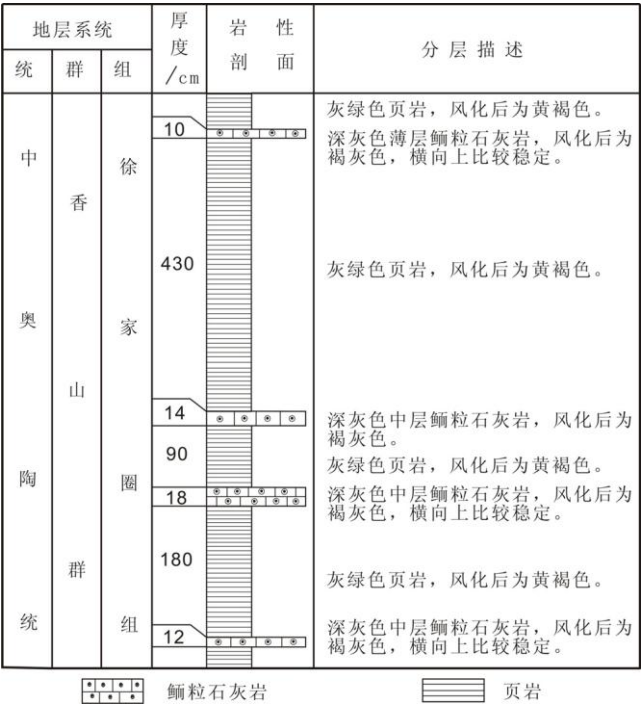 地层系统
厚度/cm
岩性剖面
分层描述
统
群
组
中奥陶统
香山群
徐家圈组
灰绿色页岩，风化后为黄褐色。
10
深灰色薄层鲕粒石灰岩，风化后为
褐灰色，横向上比较稳定。
430
灰绿色页岩，风化后为黄褐色。
14
深灰色中层鲕粒石灰岩，风化后为
褐灰色。
90
灰绿色页岩，风化后为黄褐色。
18
深灰色中层鲕粒石灰岩，风化后为
褐灰色，横向上比较稳定。
180
灰绿色页岩，风化后为黄褐色。
12
深灰色中层鲕粒石灰岩，风化后为
褐灰色，横向上比较稳定。
鲕粒石灰岩
页岩